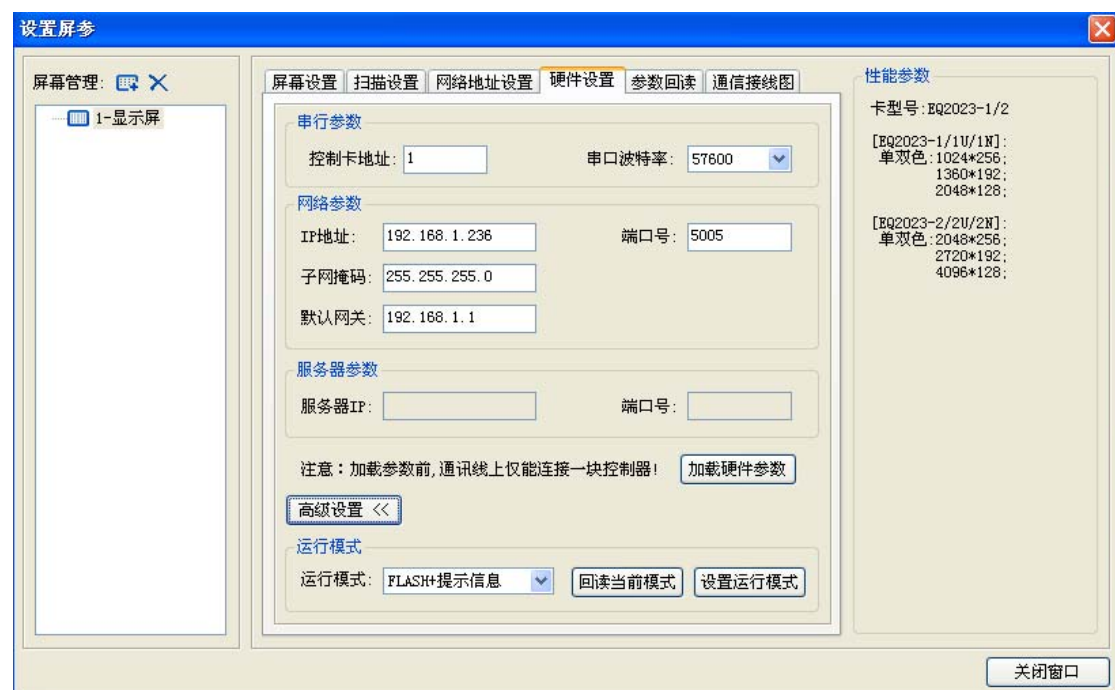 设置屏参
屏幕管理:
1-显示屏
屏幕设置 扫描设置 网络地址设置 硬件设置 参数回读 通信接线图
串行参数
控制卡地址: 1 串口波特率: 57600
网络参数
IP地址: 192.168.1.236 端口号: 5005
子网掩码: 255.255.255.0
默认网关: 192.168.1.1
服务器参数
服务器IP: 端口号:
注意：加载参数前,通讯线上仅能连接一块控制器! 加载硬件参数
高级设置 <<
运行模式
运行模式: FLASH+提示信息 回读当前模式 设置运行模式
性能参数
卡型号:EQ2023-1/2
[EQ2023-1/1U/1N]:
单双色:1024*256;
1360*192;
2048*128;
[EQ2023-2/2U/2N]:
单双色:2048*256;
2720*192;
4096*128;
关闭窗口